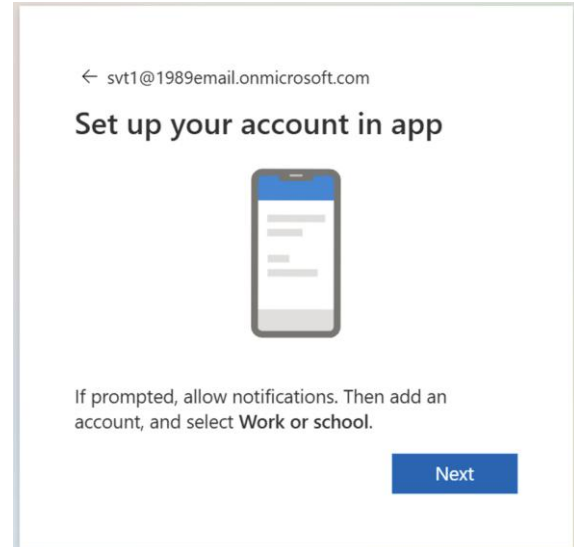 ← svt1@1989email.onmicrosoft.com
Set up your account in app
If prompted, allow notifications. Then add an
account, and select Work or school.
Next